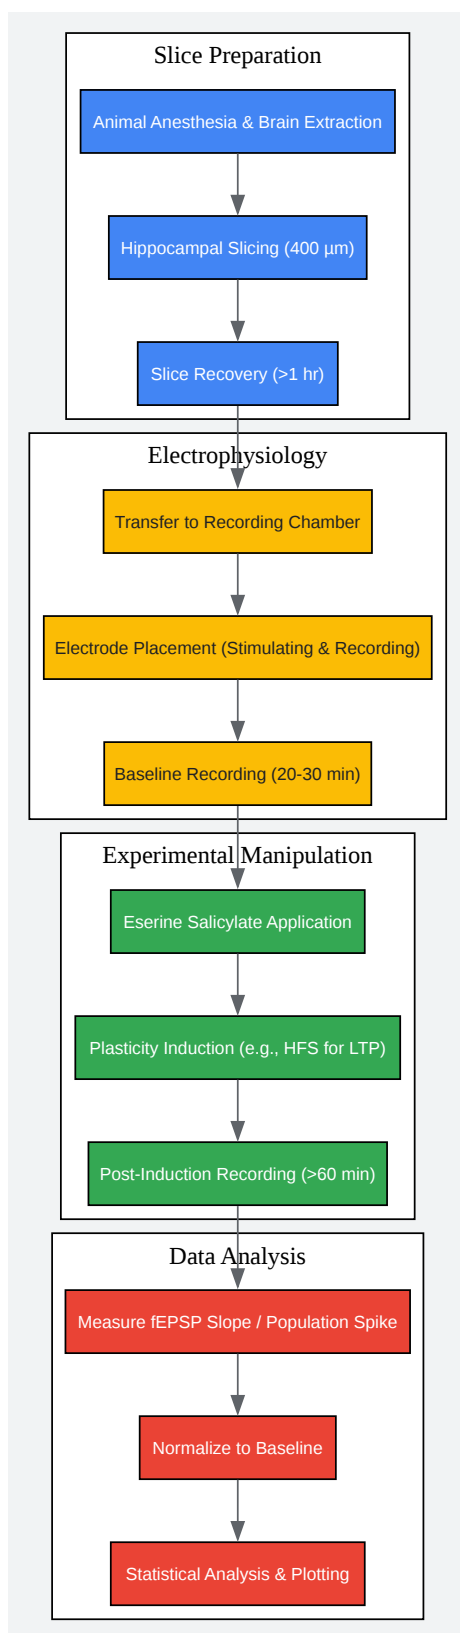 Slice Preparation
Animal Anesthesia & Brain Extraction
Hippocampal Slicing (400 µm)
Slice Recovery (>1 hr)
Electrophysiology
Transfer to Recording Chamber
Electrode Placement (Stimulating & Recording)
Baseline Recording (20-30 min)
Experimental Manipulation
Eserine Salicylate Application
Plasticity Induction (e.g., HFS for LTP)
Post-Induction Recording (>60 min)
Data Analysis
Measure fEPSP Slope / Population Spike
Normalize to Baseline
Statistical Analysis & Plotting